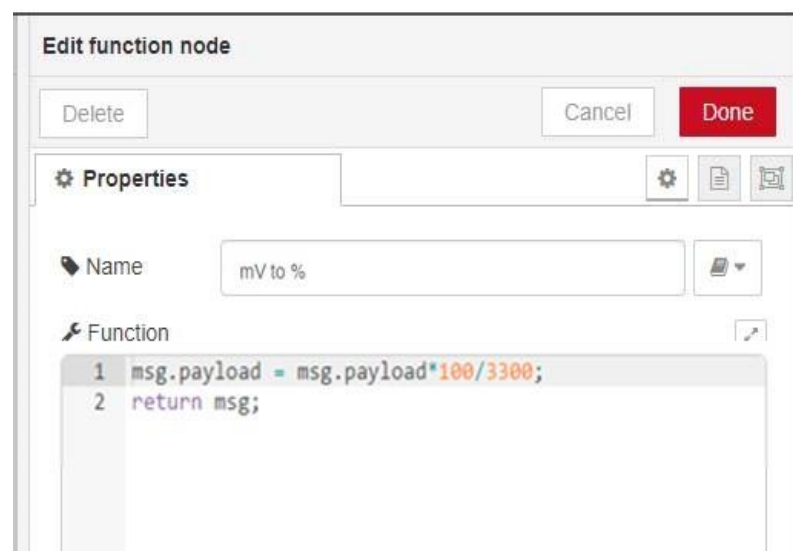 Edit function node
Delete Cancel Done
Properties
Name mV to %
Function
1 msg.payload = msg.payload*100/3300;
2 return msg;